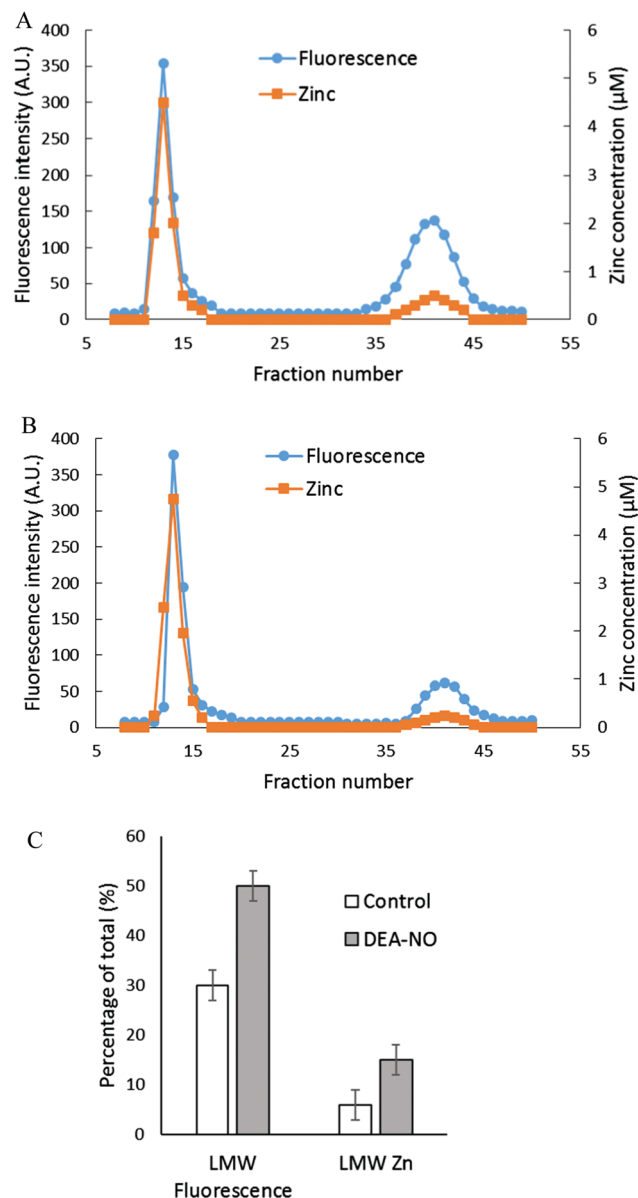 A
Fluorescence intensity (A.U.)
400
350
300
250
200
150
100
50
0
Fluorescence
Zinc
6
5
4
3
2
1
0
Zinc concentration (µM)
5 15 25 35 45 55
Fraction number
B
Fluorescence intensity (A.U.)
400
350
300
250
200
150
100
50
0
Fluorescence
Zinc
6
5
4
3
2
1
0
Zinc concentration (µM)
5 15 25 35 45 55
Fraction number
C
Percentage of total (%)
60
50
40
30
20
10
0
Control
DEA-NO
LMW Fluorescence
LMW Zn